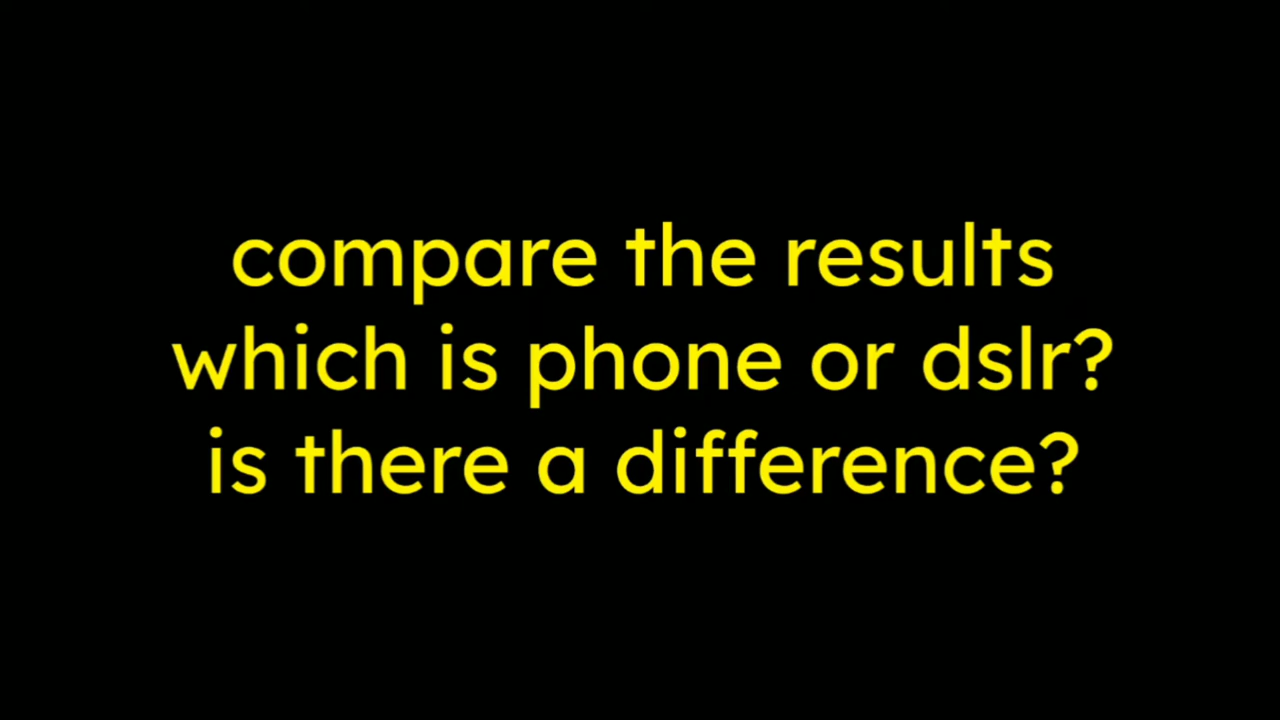 compare the results
which is phone or dslr?
is there a difference?